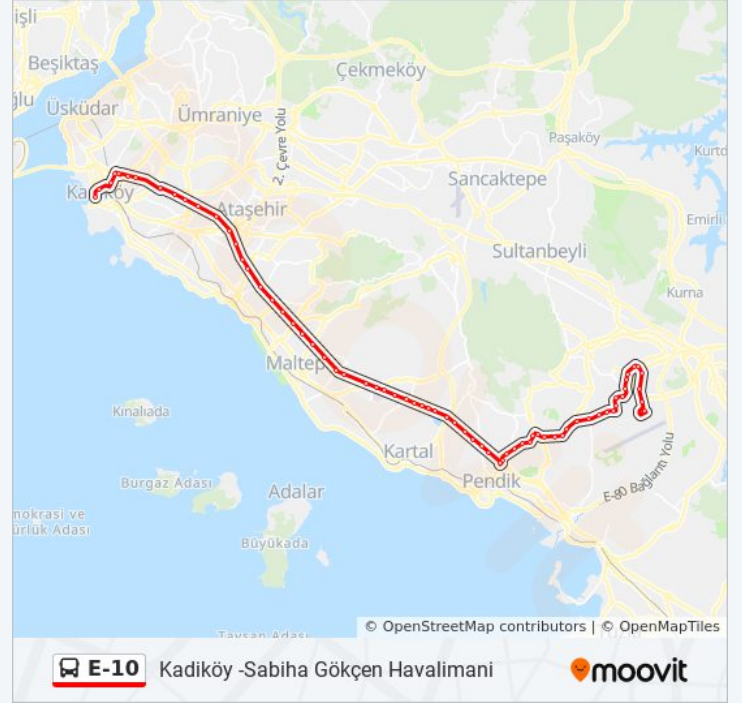 işli
Beşiktaş
Çekmeköy
ğlu
Üsküdar
Ümraniye
2. Çevre Yolu
Paşaköy
Kurtd
Sancaktepe
Kadıköy
Ataşehir
Emirli
Sultanbeyli
Kurna
Maltepe
Kınalıada
Kartal
Burgaz Adası
Adalar
Pendik
E-80 Bağlantı Yolu
mokrasi ve
ürlük Adası
Büyükada
Tavşan Adası
© OpenStreetMap contributors | © OpenMapTiles
E-10 Kadiköy -Sabiha Gökçen Havalimani
moovit